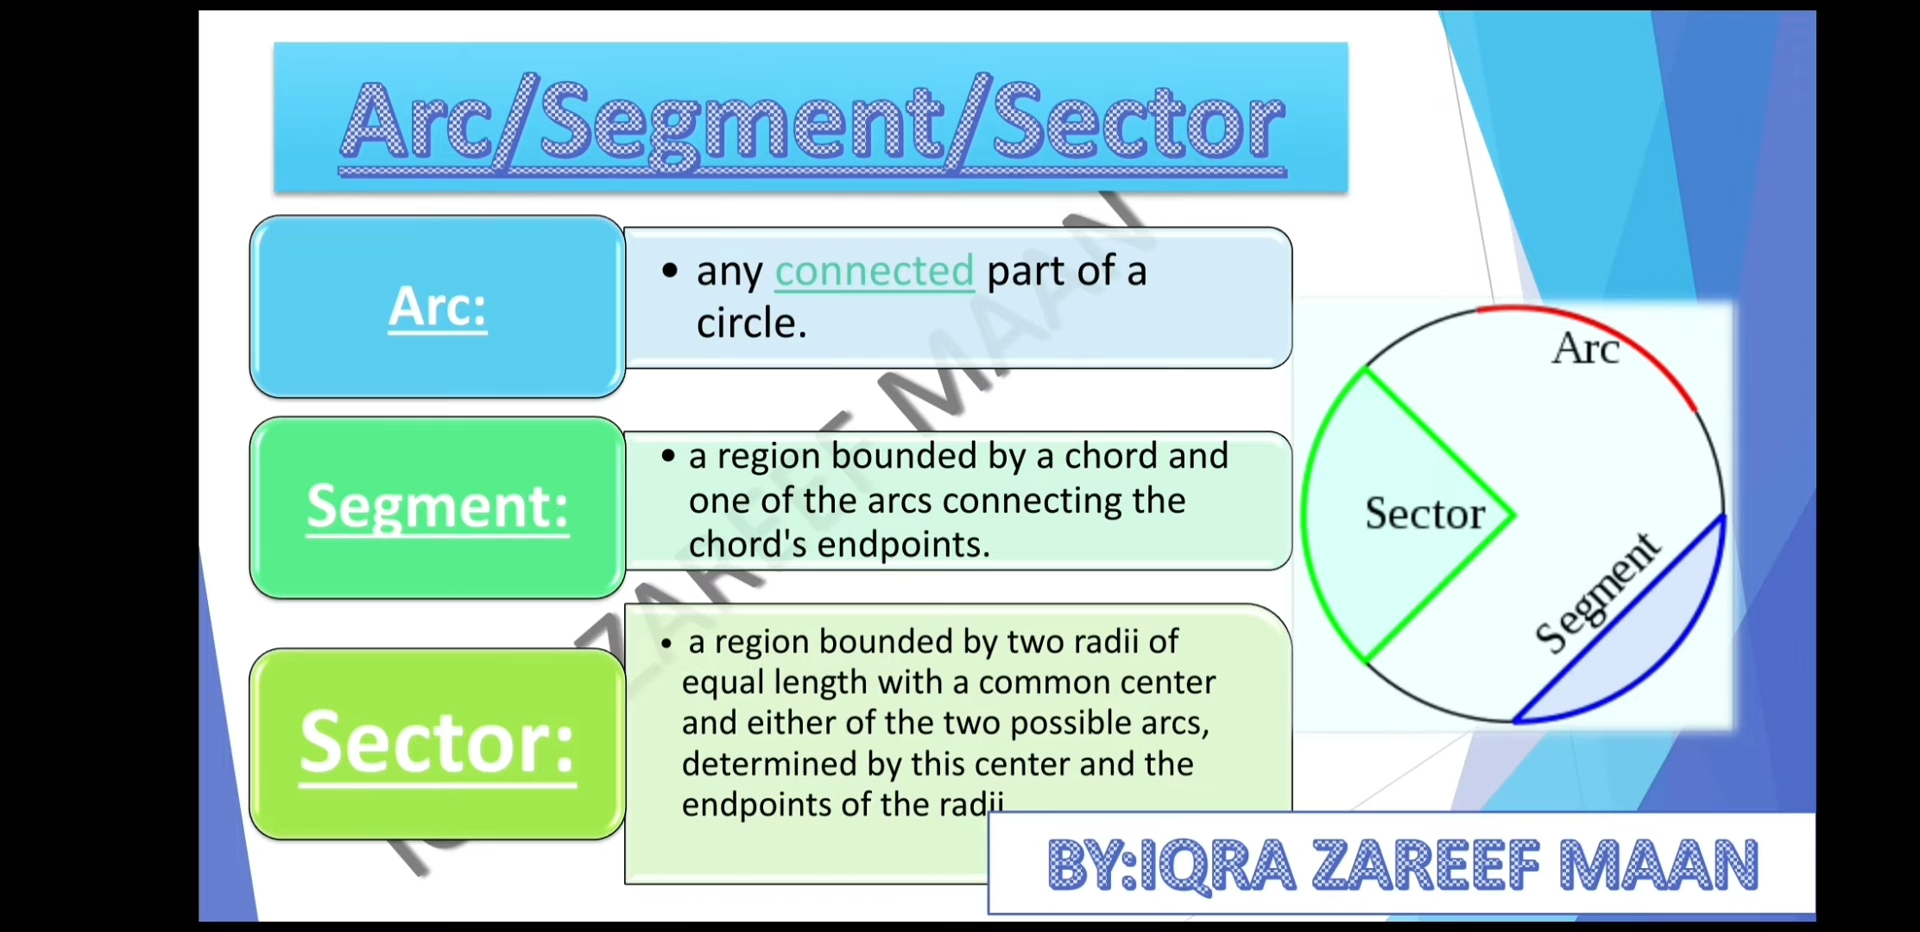 Arc/Segment/Sector
Arc:
• any connected part of a
circle.
Segment:
• a region bounded by a chord and
one of the arcs connecting the
chord's endpoints.
Sector:
• a region bounded by two radii of
equal length with a common center
and either of the two possible arcs,
determined by this center and the
endpoints of the radii
Arc
Sector
Segment
ZAREEF MAAN
BY:IQRA ZAREEF MAAN